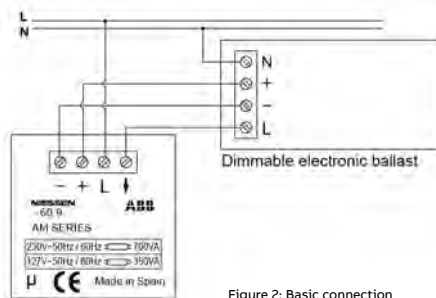 L
N
N
+
-
L
Dimmable electronic ballast
- + L
NIESSEN ABB
60.9
AM SERIES
230V~50Hz / 60Hz 700VA
127V~50Hz / 60Hz 350VA
µ CE Made in Spain
Figure 2: Basic connection